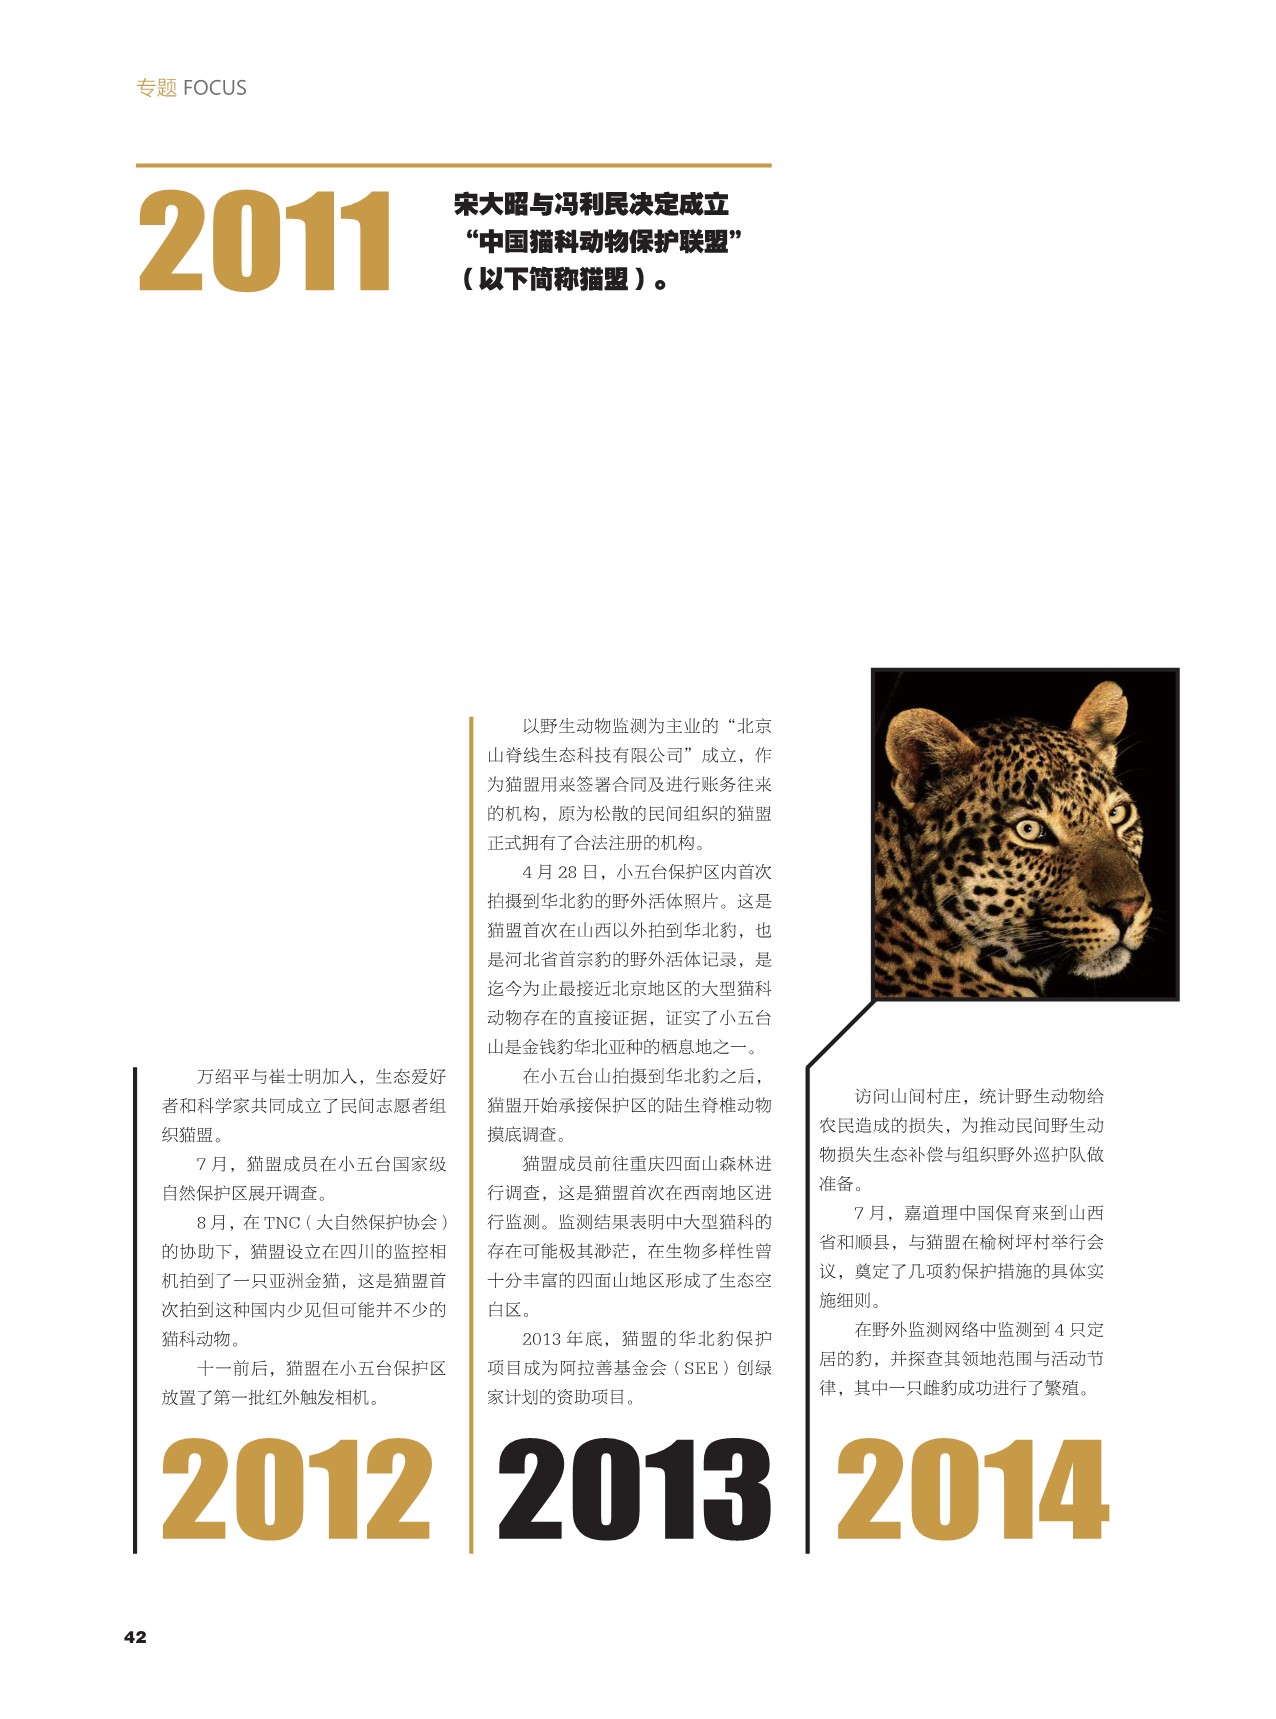 专题 FOCUS
2011
宋大昭与冯利民决定成立
“中国猫科动物保护联盟”
（以下简称猫盟）。
万绍平与崔士明加入，生态爱好
者和科学家共同成立了民间志愿者组
织猫盟。
7 月，猫盟成员在小五台国家级
自然保护区展开调查。
8 月，在 TNC（大自然保护协会）
的协助下，猫盟设立在四川的监控相
机拍到了一只亚洲金猫，这是猫盟首
次拍到这种国内少见但可能并不少的
猫科动物。
十一前后，猫盟在小五台保护区
放置了第一批红外触发相机。
2012
以野生动物监测为主业的“北京
山脊线生态科技有限公司”成立，作
为猫盟用来签署合同及进行账务往来
的机构，原为松散的民间组织的猫盟
正式拥有了合法注册的机构。
4 月 28 日，小五台保护区内首次
拍摄到华北豹的野外活体照片。这是
猫盟首次在山西以外拍到华北豹，也
是河北省首宗豹的野外活体记录，是
迄今为止最接近北京地区的大型猫科
动物存在的直接证据，证实了小五台
山是金钱豹华北亚种的栖息地之一。
在小五台山拍摄到华北豹之后，
猫盟开始承接保护区的陆生脊椎动物
摸底调查。
猫盟成员前往重庆四面山森林进
行调查，这是猫盟首次在西南地区进
行监测。监测结果表明中大型猫科的
存在可能极其渺茫，在生物多样性曾
十分丰富的四面山地区形成了生态空
白区。
2013 年底，猫盟的华北豹保护
项目成为阿拉善基金会（SEE）创绿
家计划的资助项目。
2013
访问山间村庄，统计野生动物给
农民造成的损失，为推动民间野生动
物损失生态补偿与组织野外巡护队做
准备。
7 月，嘉道理中国保育来到山西
省和顺县，与猫盟在榆树坪村举行会
议，奠定了几项豹保护措施的具体实
施细则。
在野外监测网络中监测到 4 只定
居的豹，并探查其领地范围与活动节
律，其中一只雌豹成功进行了繁殖。
2014
42